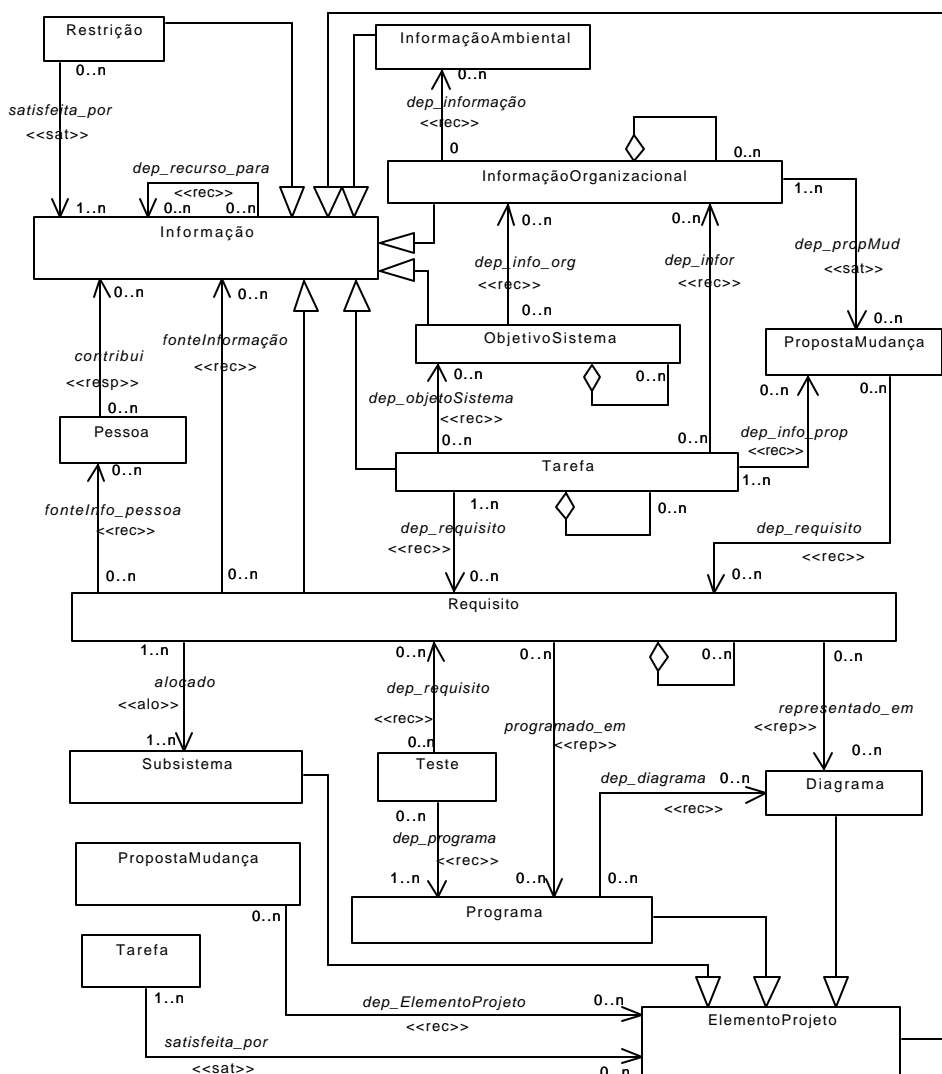 Restrição
InformaçãoAmbiental
0..n
0..n
satisfeita_por
<<sat>>
dep_informação
<<rec>>
0
0..n
dep_recurso_para
<<rec>>
1..n
0..n
0..n
Informação
InformaçãoOrganizacional
1..n
0..n
0..n
dep_propMud
<<sat>>
dep_info_org
<<rec>>
dep_infor
<<rec>>
0..n
0..n
0..n
0..n
contribui
<<resp>>
fonteInformação
<<rec>>
ObjetivoSistema
PropostaMudança
0..n
0..n
0..n
0..n
dep_objetoSistema
<<rec>>
0..n
Pessoa
0..n
0..n
dep_info_prop
<<rec>>
Tarefa
0..n
1..n
fonteInfo_pessoa
<<rec>>
1..n
0..n
dep_requisito
<<rec>>
dep_requisito
<<rec>>
0..n
0..n
0..n
0..n
Requisito
1..n
0..n
0..n
0..n
0..n
alocado
<<alo>>
dep_requisito
<<rec>>
programado_em
<<rep>>
representado_em
<<rep>>
1..n
0..n
0..n
Subsistema
Teste
dep_diagrama
0..n
Diagrama
<<rec>>
0..n
dep_programa
<<rec>>
PropostaMudança
1..n
0..n
0..n
Programa
0..n
Tarefa
1..n
dep_ElementoProjeto
<<rec>>
0..n
ElementoProjeto
satisfeita_por
<<sat>>
0..n